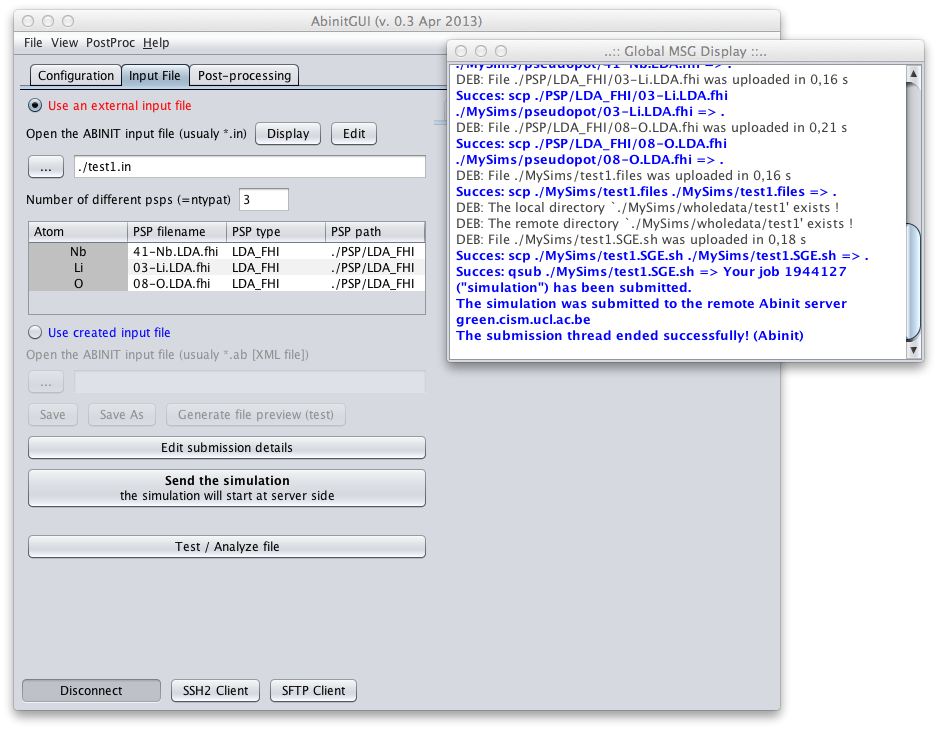 AbinitGUI (v. 0.3 Apr 2013)
File View PostProc Help
Configuration Input File Post-processing
Use an external input file
Open the ABINIT input file (usualy *.in) Display Edit
... ./test1.in
Number of different psps (=ntypat) 3
Atom PSP filename PSP type PSP path
Nb 41-Nb.LDA.fhi LDA_FHI ./PSP/LDA_FHI
Li 03-Li.LDA.fhi LDA_FHI ./PSP/LDA_FHI
O 08-O.LDA.fhi LDA_FHI ./PSP/LDA_FHI
Use created input file
Open the ABINIT input file (usualy *.ab [XML file])
...
Save Save As Generate file preview (test)
Edit submission details
Send the simulation
the simulation will start at server side
Test / Analyze file
Disconnect SSH2 Client SFTP Client
..:: Global MSG Display ::..
./MySims/pseudopot/41-Nb.LDA.fhi => .
DEB: File ./PSP/LDA_FHI/03-Li.LDA.fhi was uploaded in 0,16 s
Succes: scp ./PSP/LDA_FHI/03-Li.LDA.fhi
./MySims/pseudopot/03-Li.LDA.fhi => .
DEB: File ./PSP/LDA_FHI/08-O.LDA.fhi was uploaded in 0,21 s
Succes: scp ./PSP/LDA_FHI/08-O.LDA.fhi
./MySims/pseudopot/08-O.LDA.fhi => .
DEB: File ./MySims/test1.files was uploaded in 0,16 s
Succes: scp ./MySims/test1.files ./MySims/test1.files => .
DEB: The local directory `./MySims/wholedata/test1' exists !
DEB: The remote directory `./MySims/wholedata/test1' exists !
DEB: File ./MySims/test1.SGE.sh was uploaded in 0,18 s
Succes: scp ./MySims/test1.SGE.sh ./MySims/test1.SGE.sh => .
Succes: qsub ./MySims/test1.SGE.sh => Your job 1944127
("simulation") has been submitted.
The simulation was submitted to the remote Abinit server
green.cism.ucl.ac.be
The submission thread ended successfully! (Abinit)